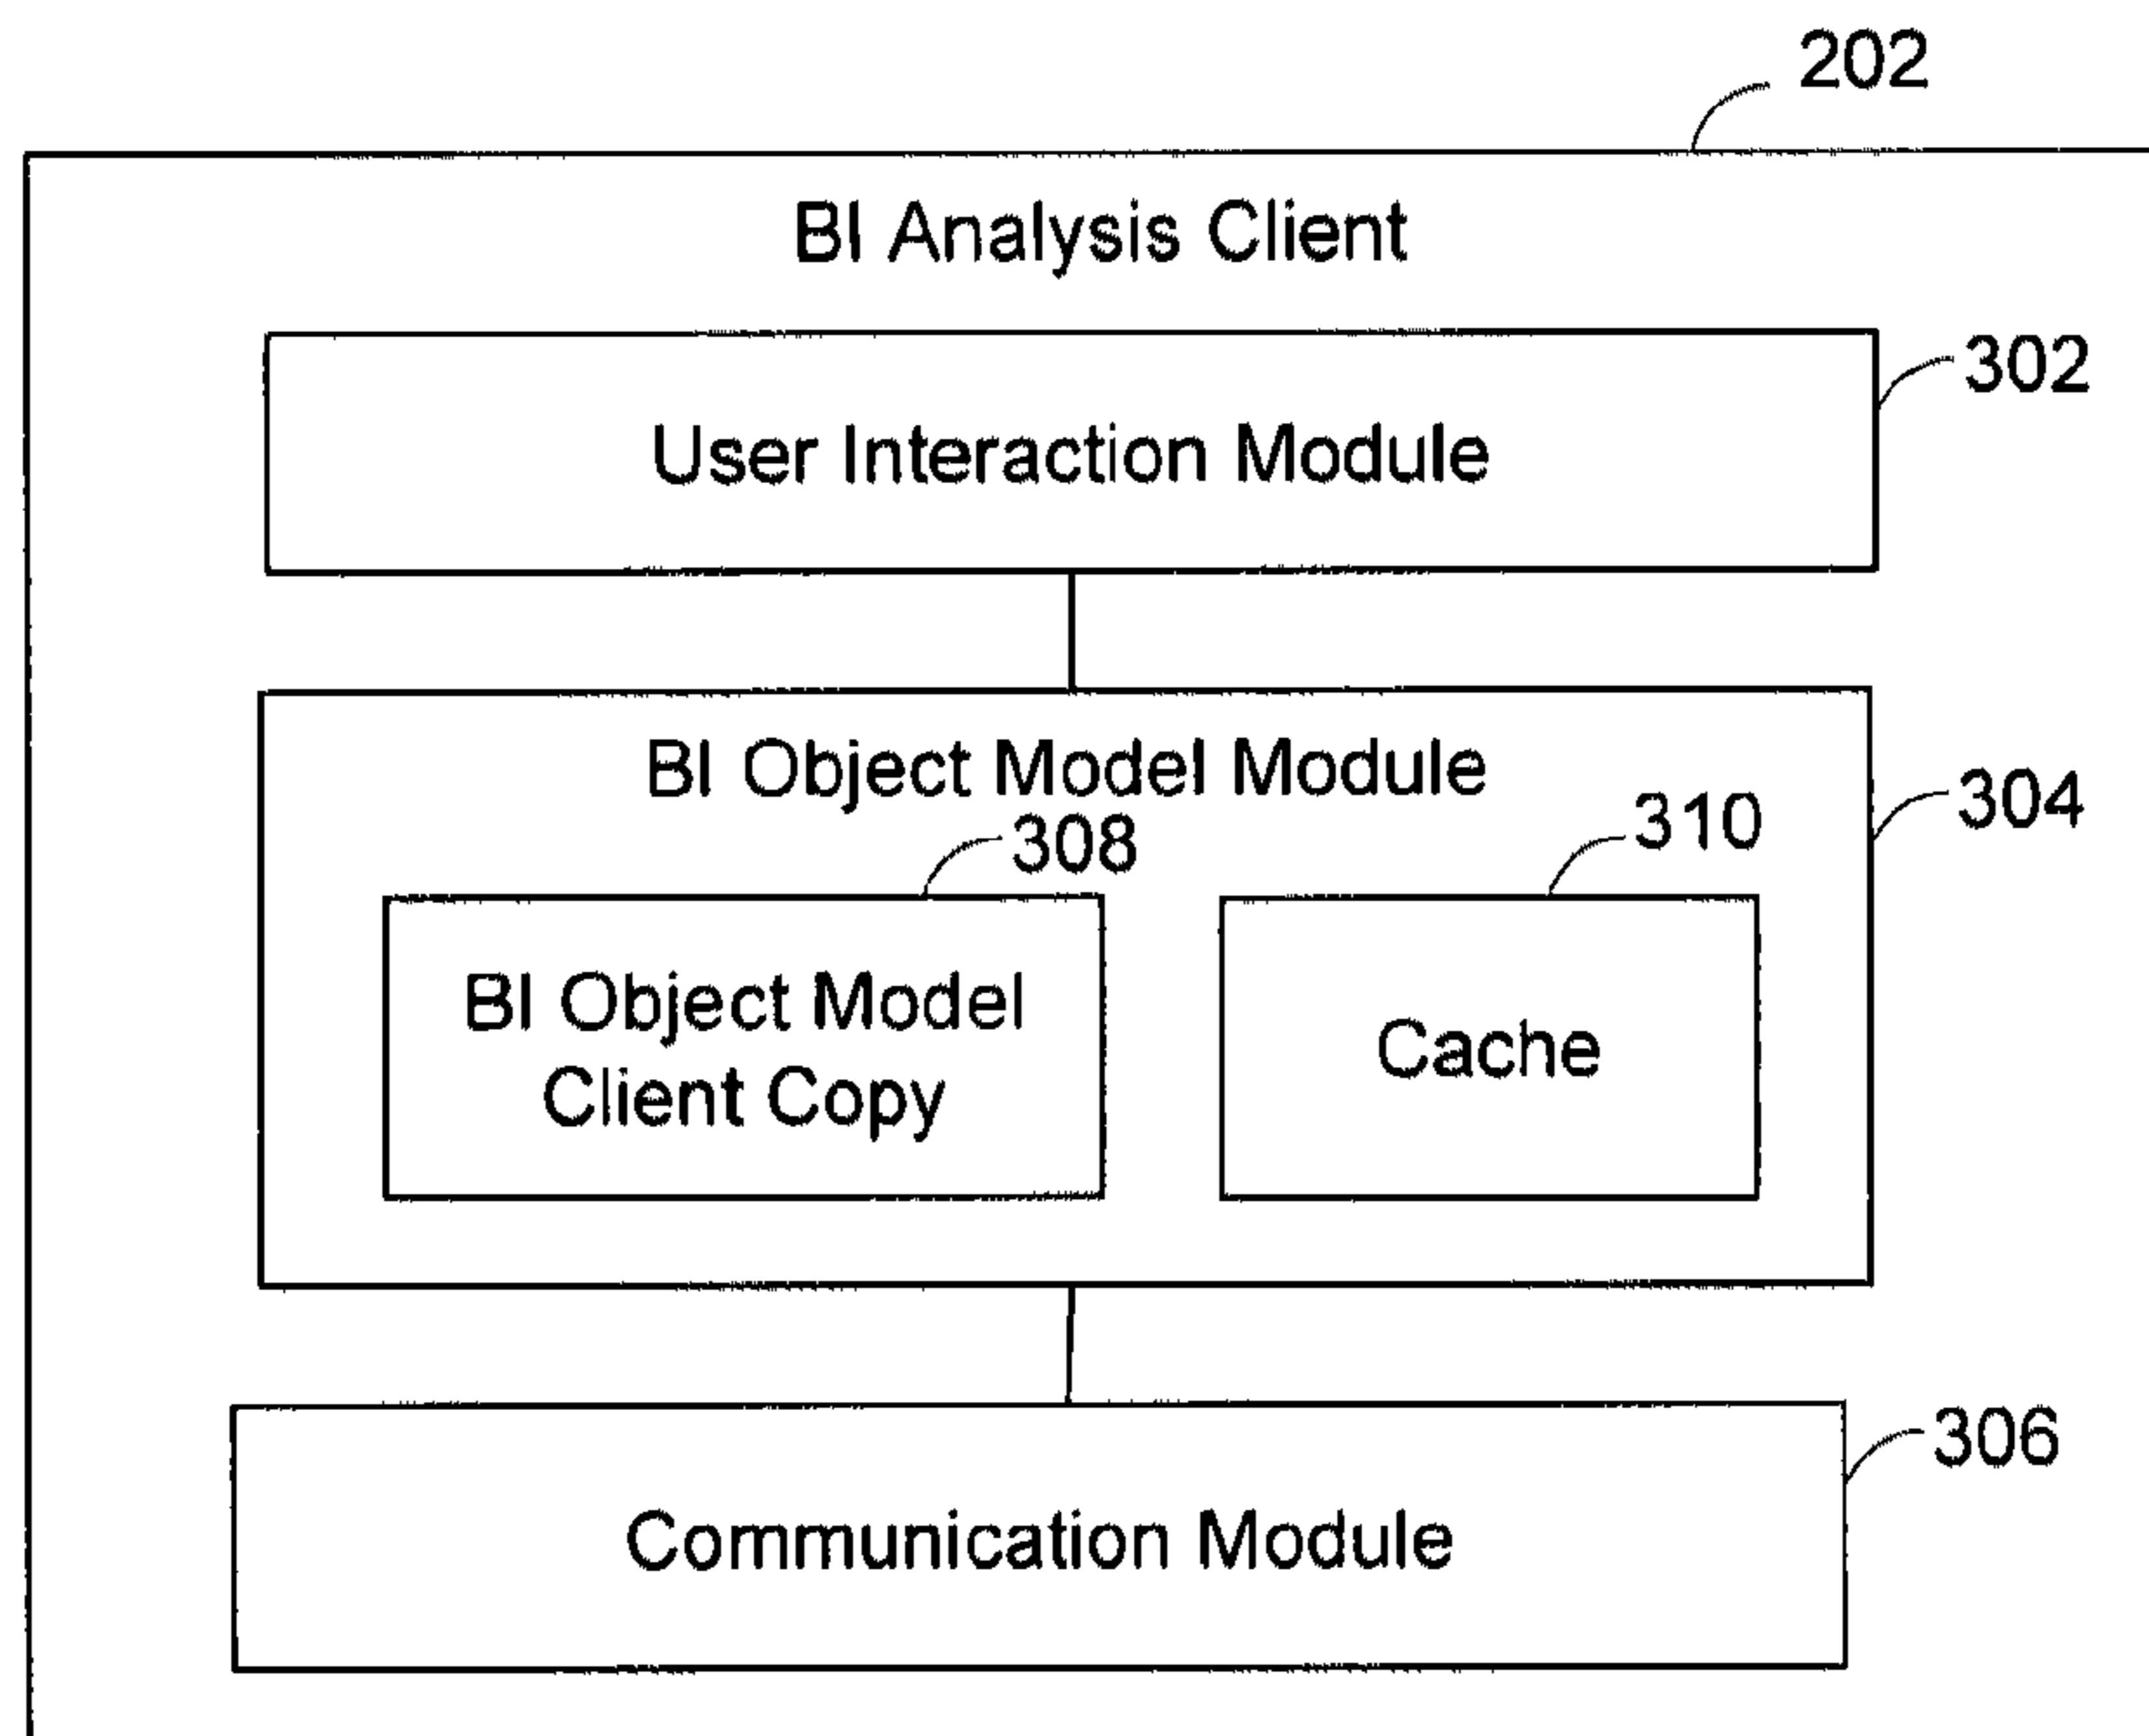 202
BI Analysis Client
302
User Interaction Module
BI Object Model Module
304
308
310
BI Object Model
Client Copy
Cache
306
Communication Module